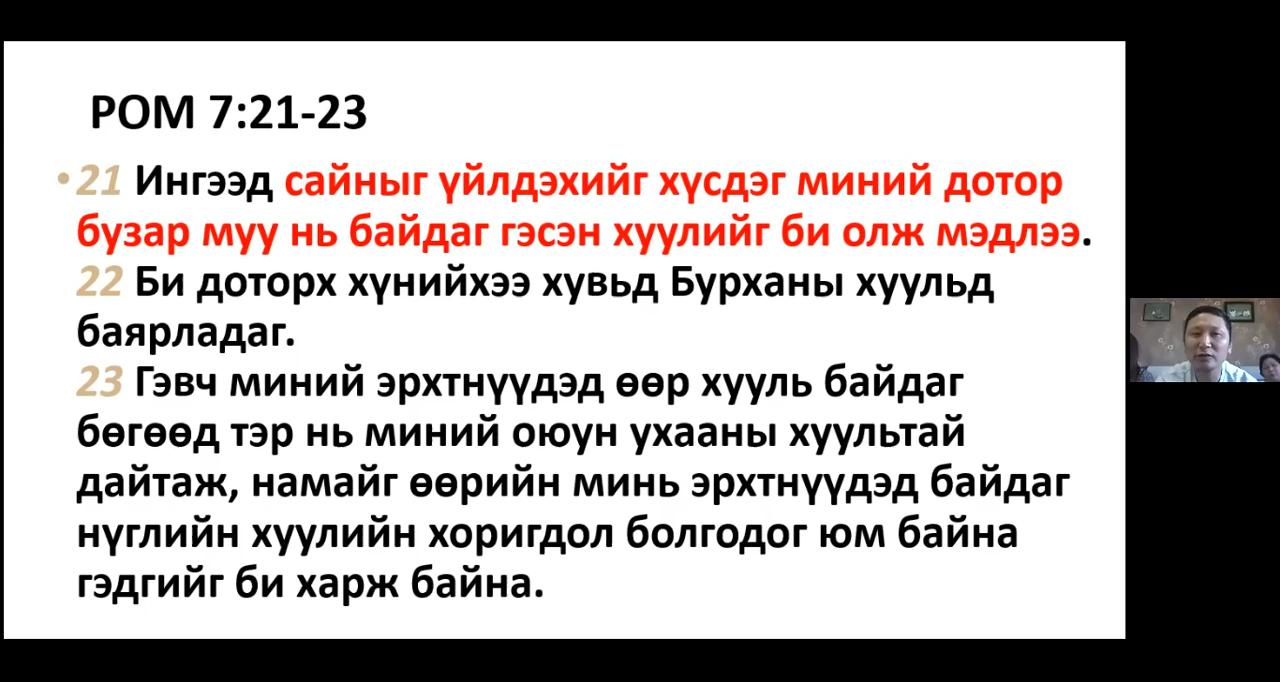 РОМ 7:21-23
• 21 Ингээд сайныг үйлдэхийг хүсдэг миний дотор
бузар муу нь байдаг гэсэн хуулийг би олж мэдлээ.
22 Би доторх хүнийхээ хувьд Бурханы хуульд
баярладаг.
23 Гэвч миний эрхтнүүдэд өөр хууль байдаг
бөгөөд тэр нь миний оюун ухааны хуультай
дайтаж, намайг өөрийн минь эрхтнүүдэд байдаг
нүглийн хуулийн хоригдол болгодог юм байна
гэдгийг би харж байна.